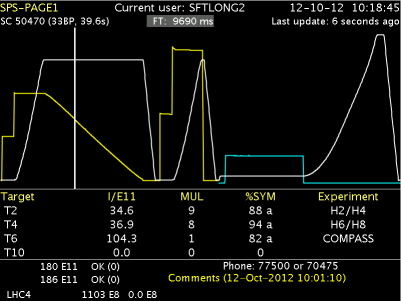 SPS-PAGE1 Current user: SFTLONG2 12-10-12 10:18:45
SC 50470 (33BP, 39.6s) FT: 9690 ms Last update: 6 seconds ago
Target I/E11 MUL %SYM Experiment
T2 34.6 9 88 a H2/H4
T4 36.9 8 94 a H6/H8
T6 104.3 1 82 a COMPASS
T10 0.0 0 0
180 E11 OK (0) Phone: 77500 or 70475
186 E11 OK (0) Comments (12-Oct-2012 10:01:10)
LHC4 1103 E8 0.0 E8